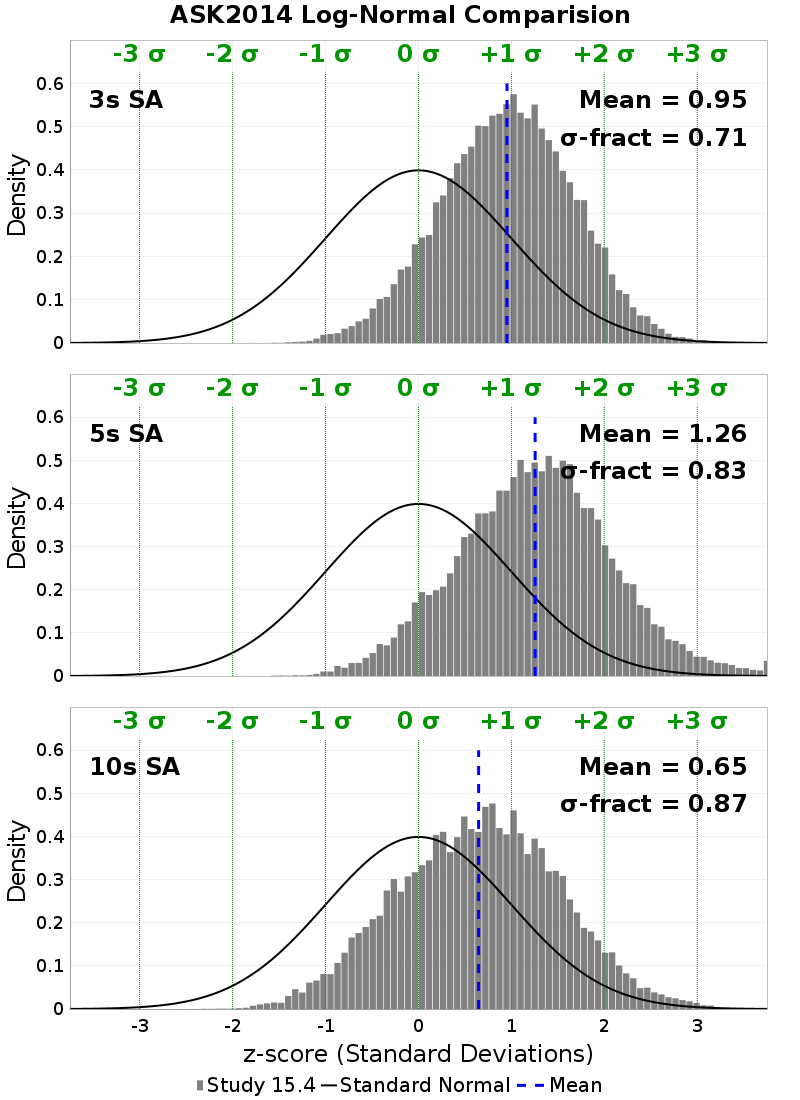 ASK2014 Log-Normal Comparision
-3 σ -2 σ -1 σ 0 σ +1 σ +2 σ +3 σ
3s SA
Mean = 0.95
σ-fract = 0.71
0.6
0.5
0.4
0.3
0.2
0.1
0
Density
-3 σ -2 σ -1 σ 0 σ +1 σ +2 σ +3 σ
5s SA
Mean = 1.26
σ-fract = 0.83
0.6
0.5
0.4
0.3
0.2
0.1
0
Density
-3 σ -2 σ -1 σ 0 σ +1 σ +2 σ +3 σ
10s SA
Mean = 0.65
σ-fract = 0.87
0.6
0.5
0.4
0.3
0.2
0.1
0
Density
-3 -2 -1 0 1 2 3
z-score (Standard Deviations)
Study 15.4 Standard Normal Mean